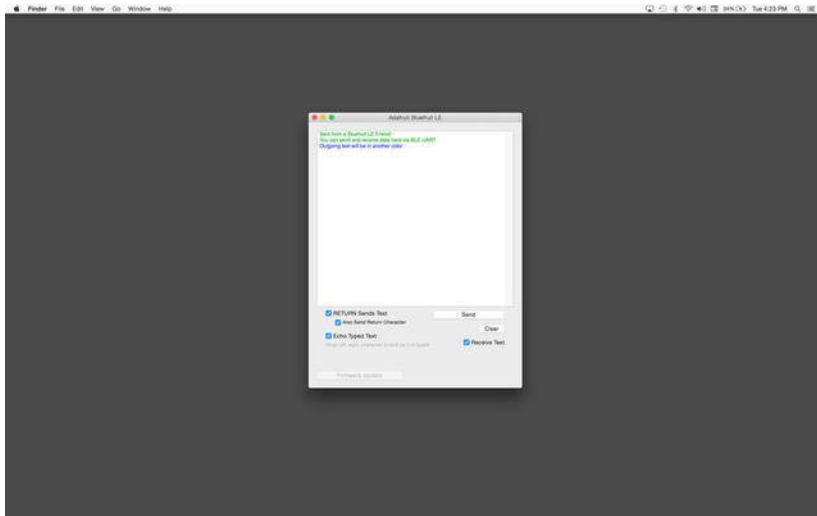 Finder File Edit View Go Window Help
Tue 4:23 PM
Adafruit Bluefruit LE
Sent from a Bluefruit LE Friend!
You can send and receive data here via BLE UART!
Outgoing text will be in another color
RETURN Sends Text
Send
Also Send Return Character
Clear
Echo Typed Text
Receive Text
Firmware Update